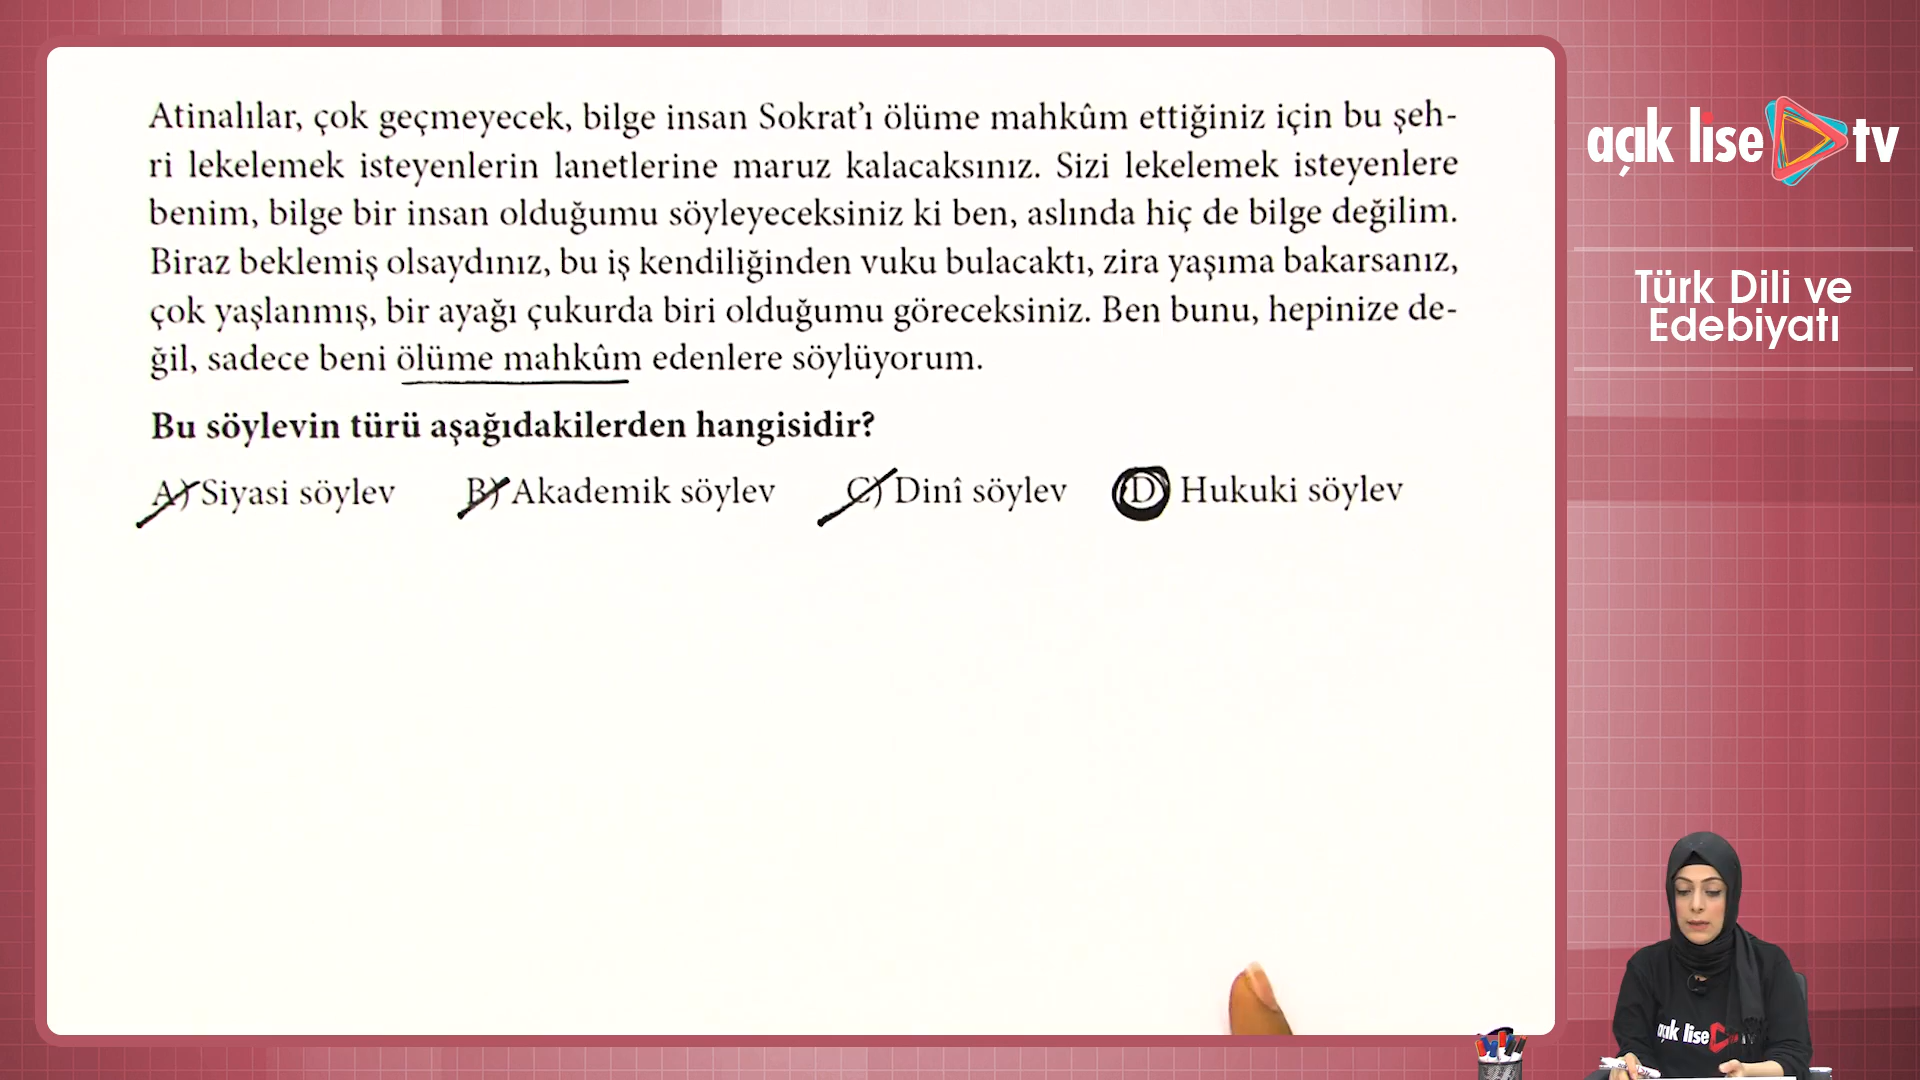 Atinalılar, çok geçmeyecek, bilge insan Sokrat’ı ölüme mahkûm ettiğiniz için bu şeh-
ri lekelemek isteyenlerin lanetlerine maruz kalacaksınız. Sizi lekelemek isteyenlere
benim, bilge bir insan olduğumu söyleyeceksiniz ki ben, aslında hiç de bilge değilim.
Biraz beklemiş olsaydınız, bu iş kendiliğinden vuku bulacaktı, zira yaşıma bakarsanız,
çok yaşlanmış, bir ayağı çukurda biri olduğumu göreceksiniz. Ben bunu, hepinize de-
ğil, sadece beni ölüme mahkûm edenlere söylüyorum.
Bu söylevin türü aşağıdakilerden hangisidir?
A) Siyasi söylev B) Akademik söylev C) Dinî söylev D) Hukuki söylev
açık lise tv
Türk Dili ve
Edebiyatı
açık lise